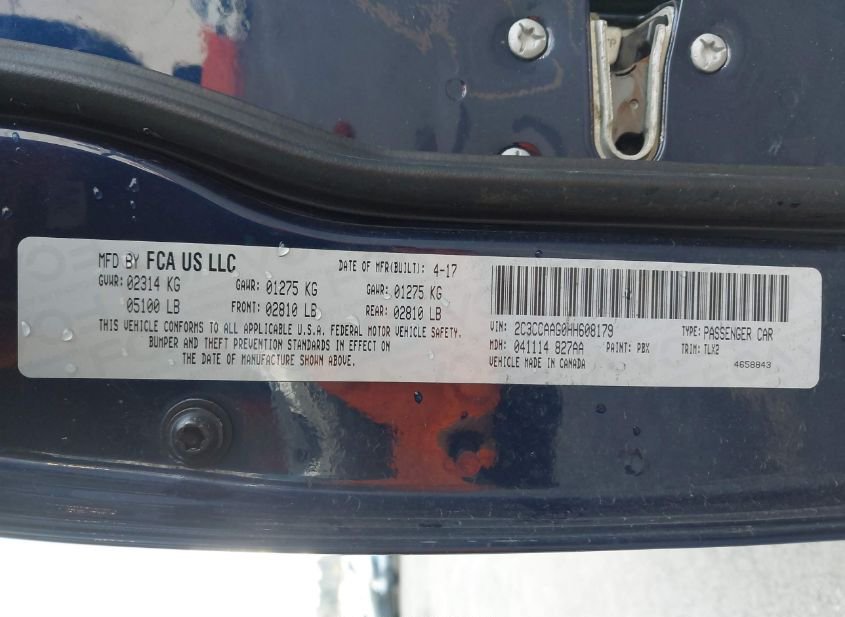 MFD BY FCA US LLC DATE OF MFR(BUILT): 4-17
GVWR: 02314 KG GAWR: 01275 KG GAWR: 01275 KG
05100 LB FRONT: 02810 LB REAR: 02810 LB
THIS VEHICLE CONFORMS TO ALL APPLICABLE U.S.A. FEDERAL MOTOR VEHICLE SAFETY,
BUMPER AND THEFT PREVENTION STANDARDS IN EFFECT ON
THE DATE OF MANUFACTURE SHOWN ABOVE.
VIN: 2C3CCAAG0HH608179 TYPE: PASSENGER CAR
MDH: 041114 827AA PAINT: PBX TRIM: TLX2
VEHICLE MADE IN CANADA 4658843